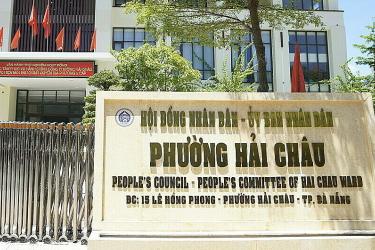 HỘI ĐỒNG NHÂN DÂN - ỦY BAN NHÂN DÂN
PHƯỜNG HẢI CHÂU
PEOPLE'S COUNCIL - PEOPLE'S COMMITTEE OF HAI CHAU WARD
ĐC: 15 LÊ HỒNG PHONG - PHƯỜNG HẢI CHÂU - TP. ĐÀ NẴNG